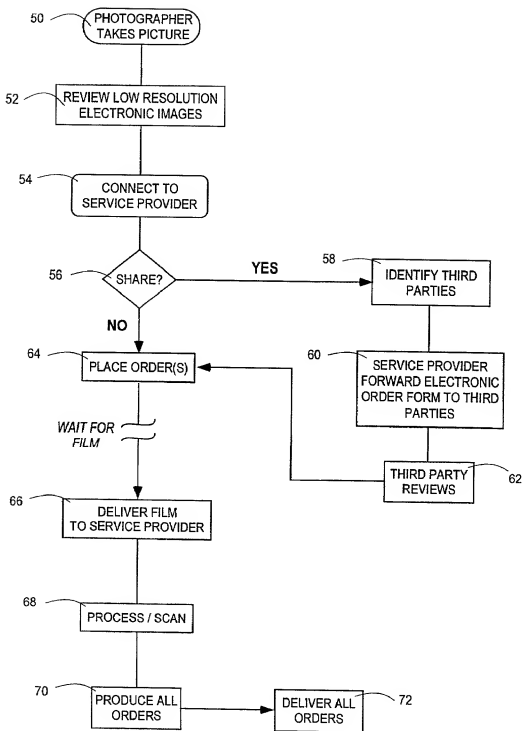 50
PHOTOGRAPHER
TAKES PICTURE
52
REVIEW LOW RESOLUTION
ELECTRONIC IMAGES
54
CONNECT TO
SERVICE PROVIDER
56
SHARE?
YES
58
IDENTIFY THIRD
PARTIES
NO
60
SERVICE PROVIDER
FORWARD ELECTRONIC
ORDER FORM TO THIRD
PARTIES
64
PLACE ORDER(S)
WAIT FOR
FILM
THIRD PARTY
REVIEWS
62
66
DELIVER FILM
TO SERVICE PROVIDER
68
PROCESS / SCAN
70
PRODUCE ALL
ORDERS
DELIVER ALL
ORDERS
72